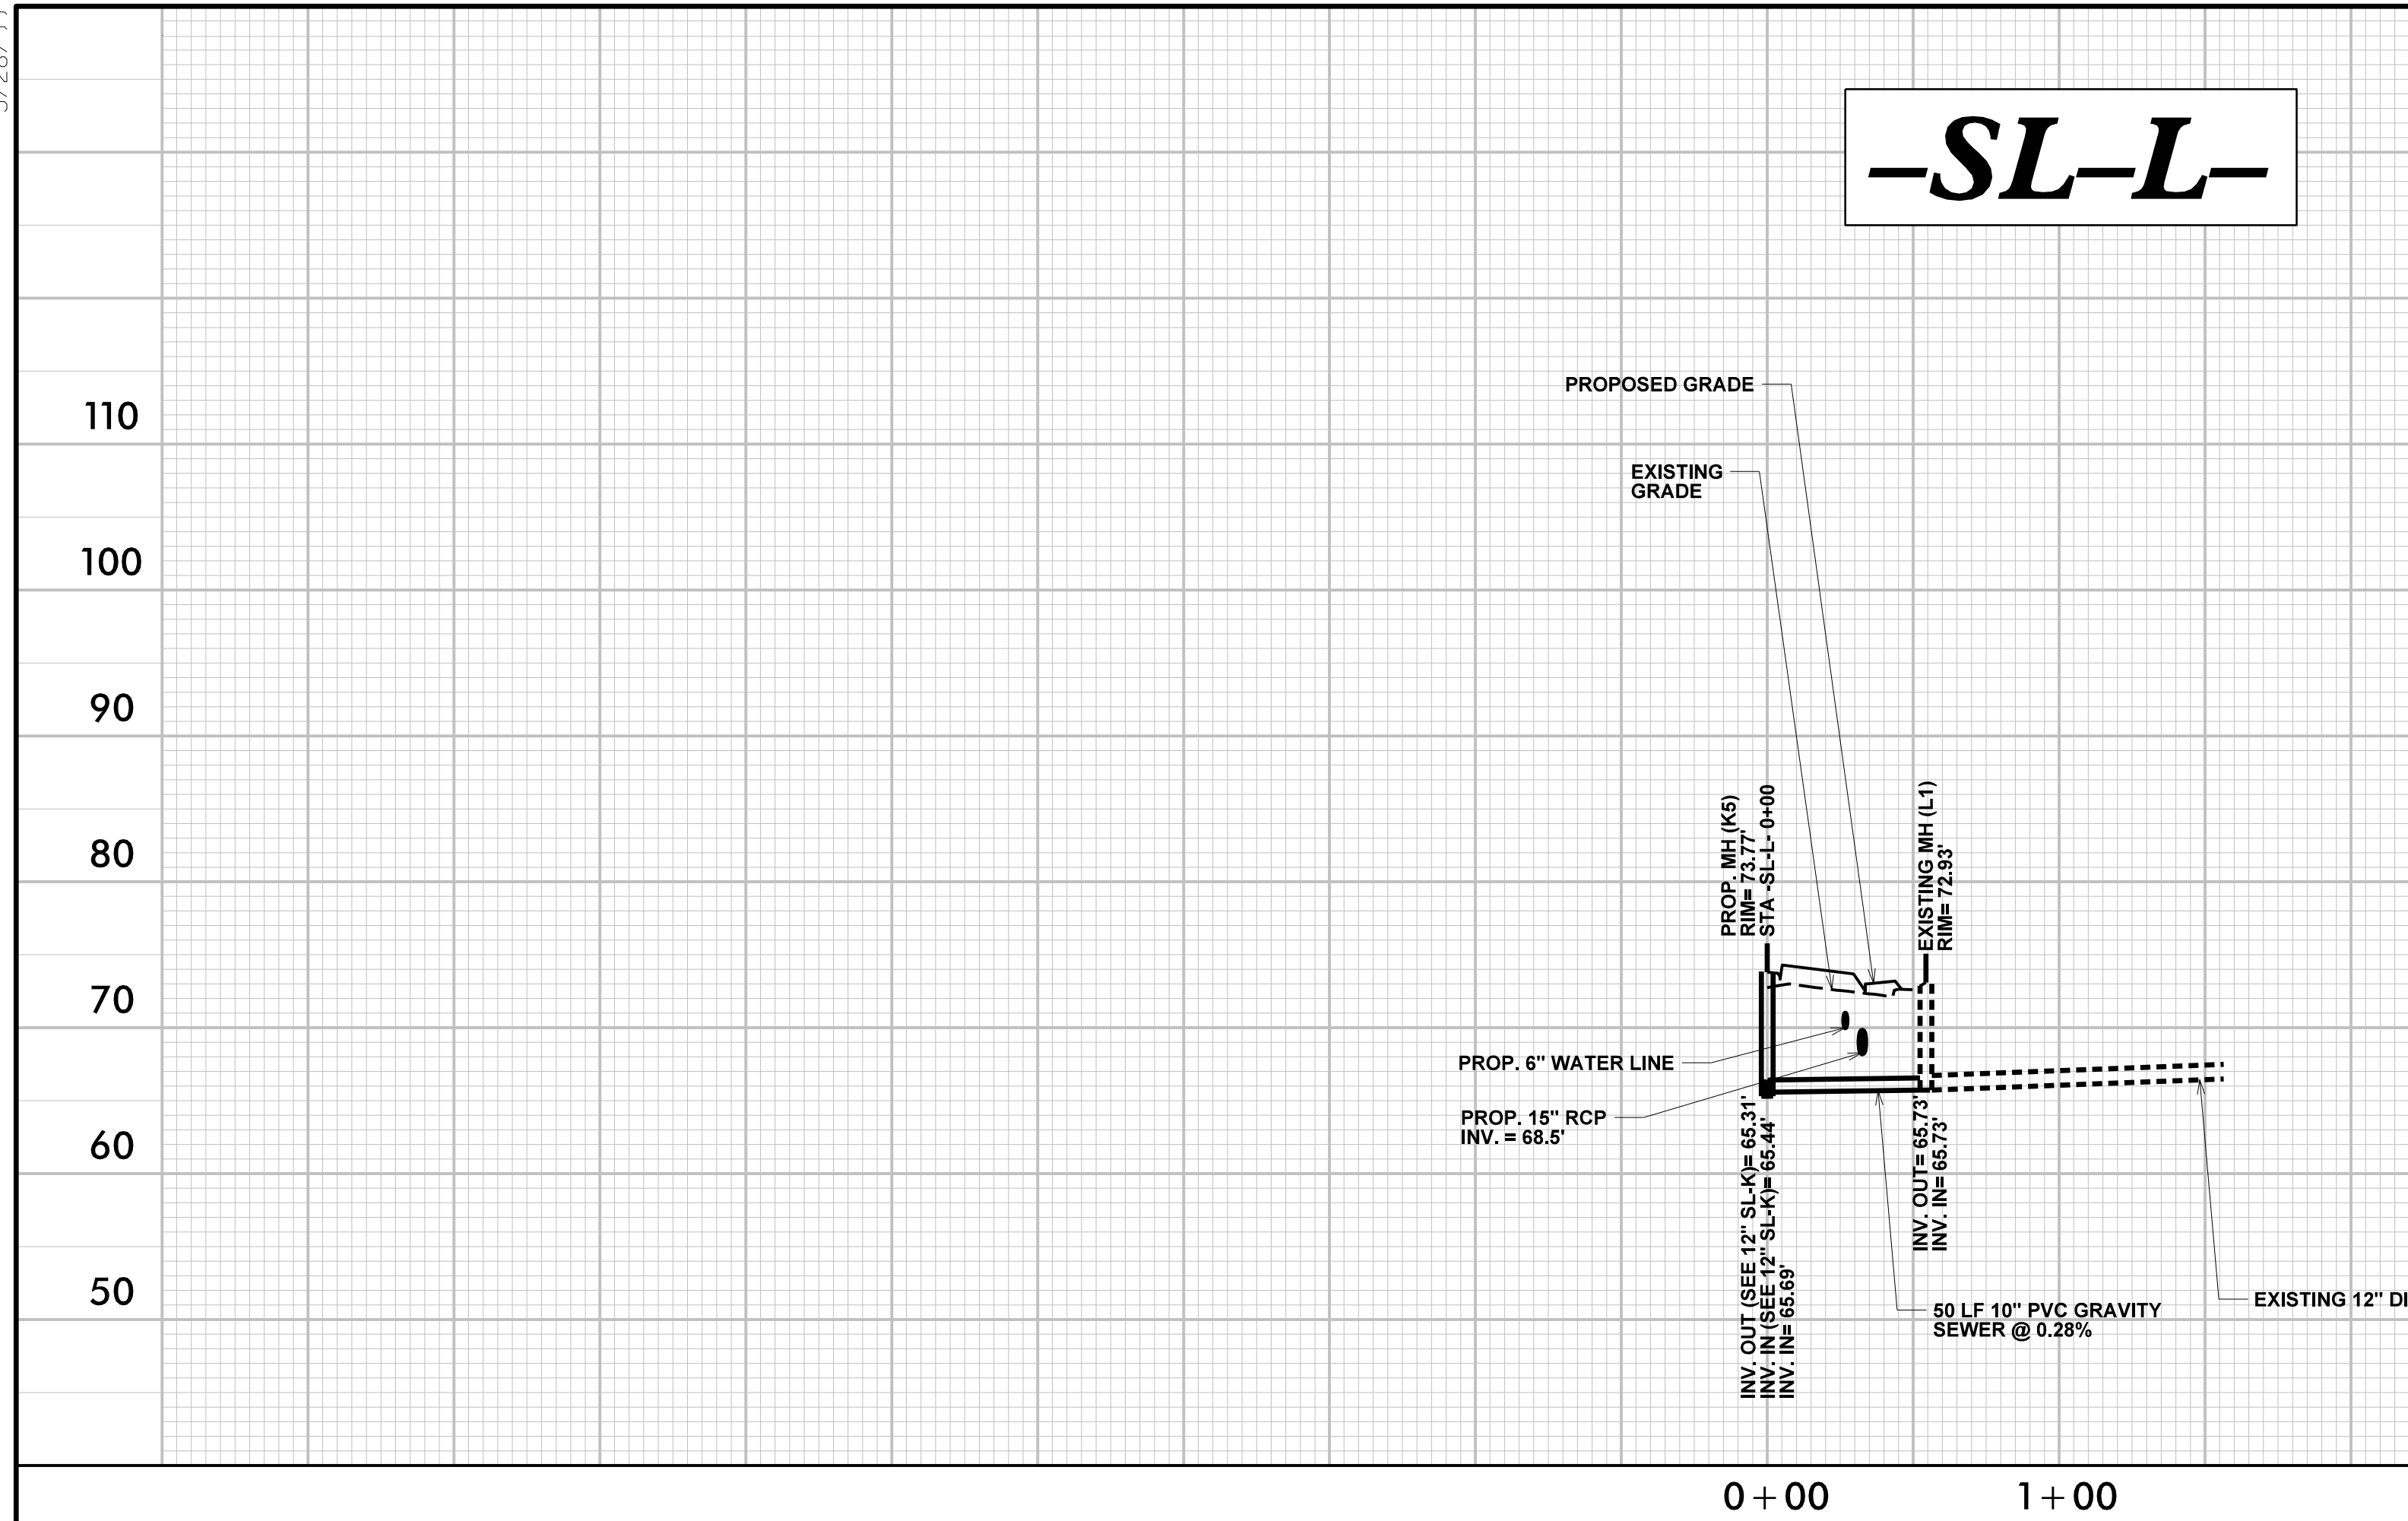 –SL–L–
PROPOSED GRADE
EXISTING
GRADE
110
100
90
80
70
60
50
PROP. MH (K5)
RIM= 73.77'
STA -SL-L- 0+00
EXISTING MH (L1)
RIM= 72.93'
PROP. 6" WATER LINE
PROP. 15" RCP
INV. = 68.5'
INV. OUT (SEE 12" SL-K)= 65.31'
INV. IN (SEE 12" SL-K)= 65.44'
INV. IN= 65.69'
INV. OUT= 65.73'
INV. IN= 65.73'
50 LF 10" PVC GRAVITY
SEWER @ 0.28%
EXISTING 12" DI
0+00
1+00